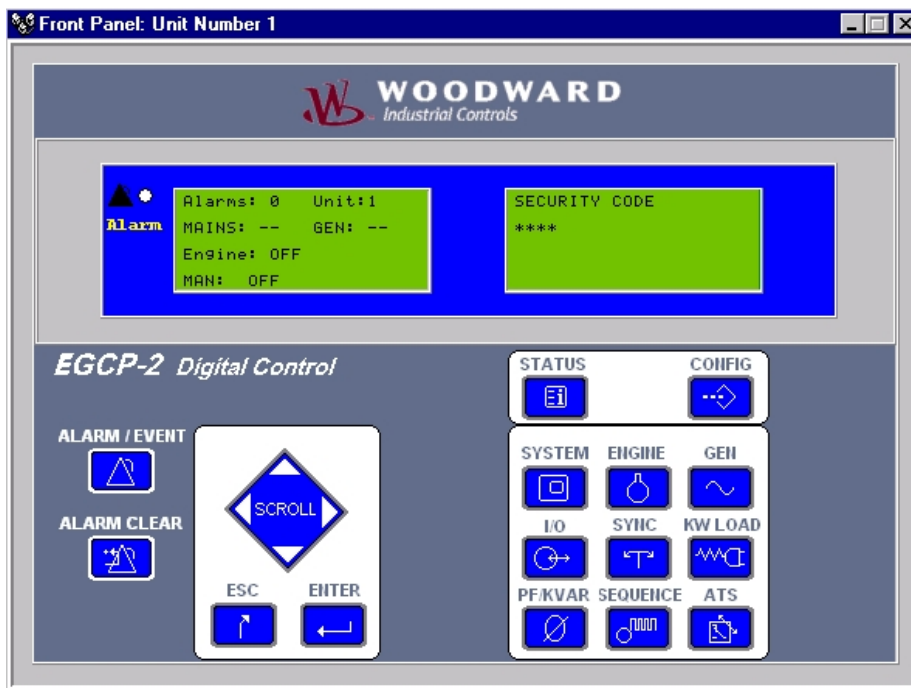 Front Panel: Unit Number 1
WOODWARD
Industrial Controls
Alarm
Alarms: 0 Unit:1
MAINS: -- GEN: --
Engine: OFF
MAN: OFF
SECURITY CODE
****
EGCP-2 Digital Control
STATUS CONFIG
ALARM / EVENT
SYSTEM ENGINE GEN
SCROLL
ALARM CLEAR
I/O SYNC KW LOAD
ESC ENTER
PF/KVAR SEQUENCE ATS